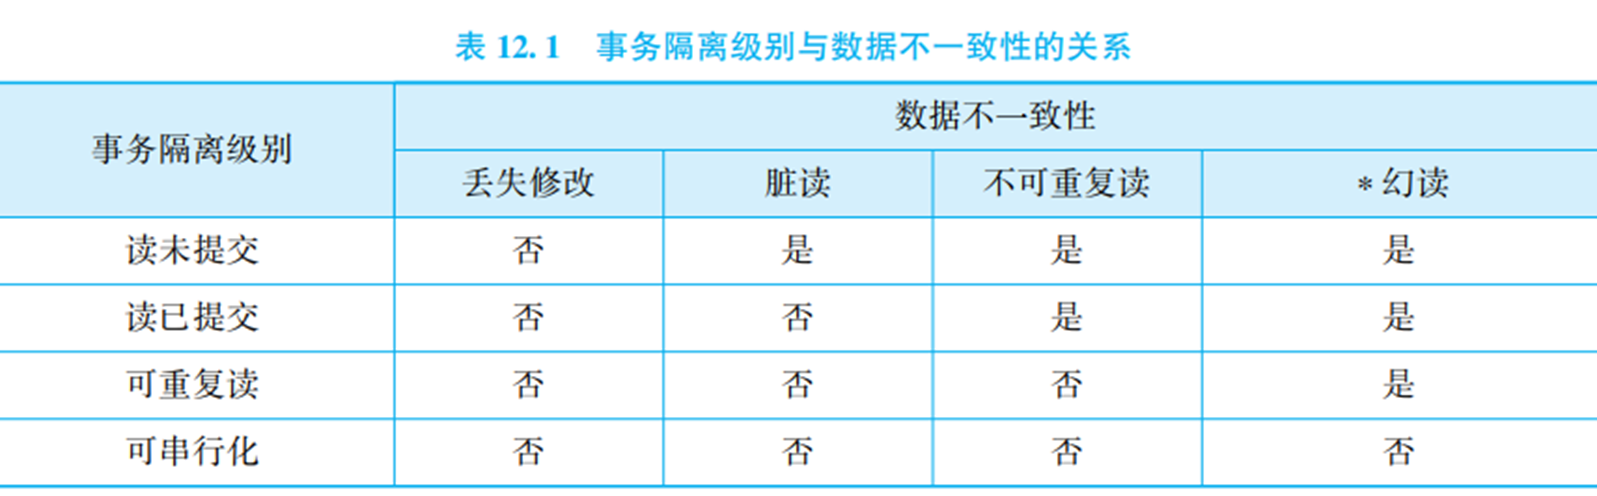 表 12.1 事务隔离级别与数据不一致性的关系
事务隔离级别 数据不一致性
丢失修改 脏读 不可重复读 *幻读
读未提交 否 是 是 是
读已提交 否 否 是 是
可重复读 否 否 否 是
可串行化 否 否 否 否